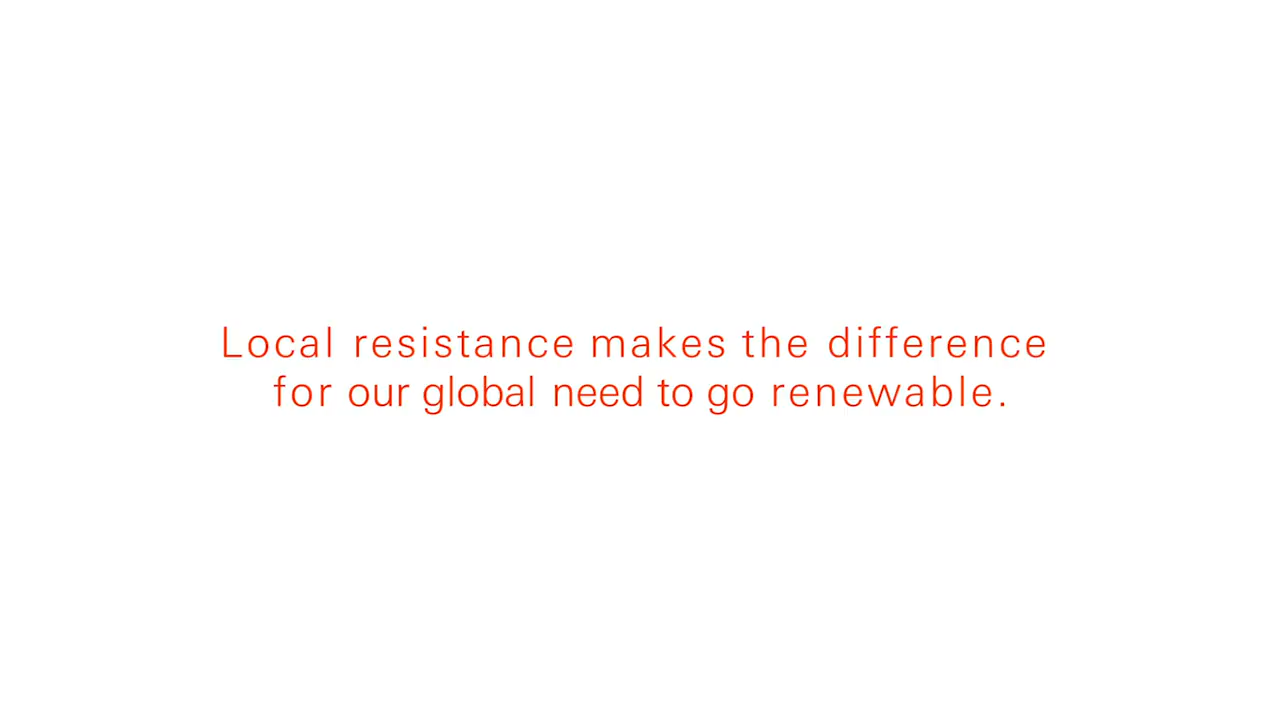 Local resistance makes the difference
for our global need to go renewable.